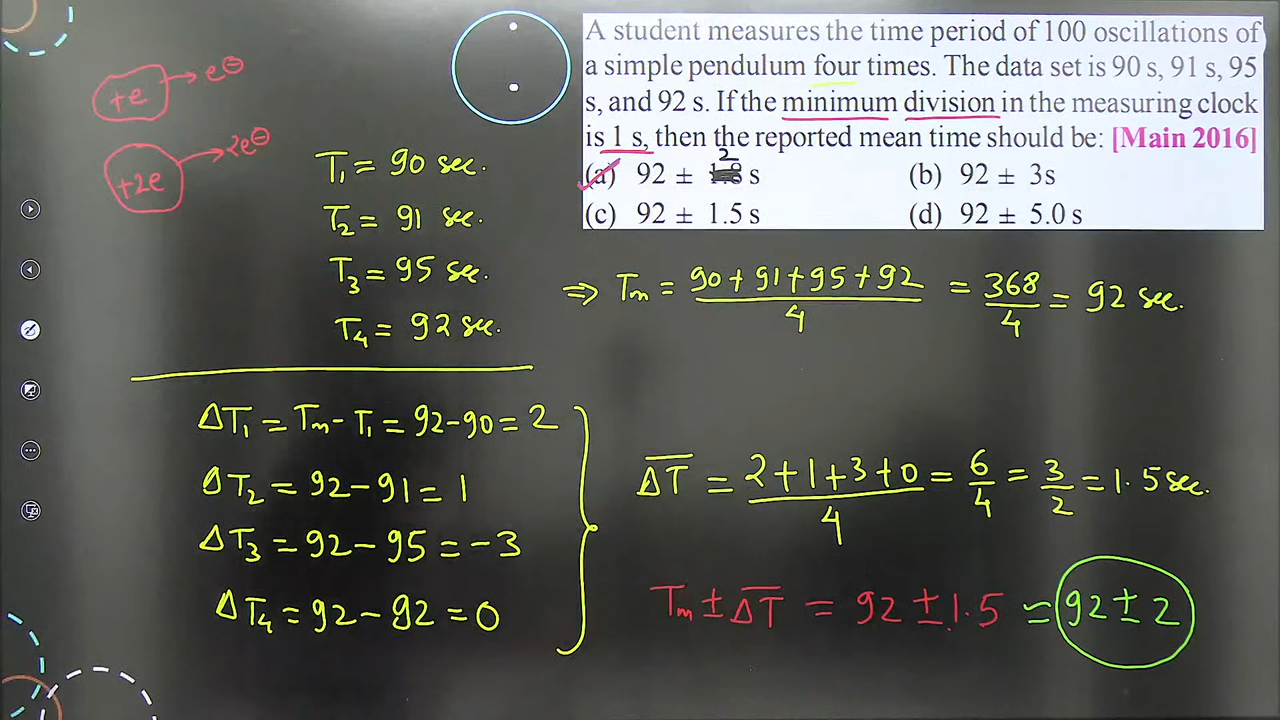 A student measures the time period of 100 oscillations of
a simple pendulum four times. The data set is 90 s, 91 s, 95
s, and 92 s. If the minimum division in the measuring clock
is 1 s, then the reported mean time should be: [Main 2016]
(a) 92 ± 2 s
(b) 92 ± 3s
(c) 92 ± 1.5 s
(d) 92 ± 5.0 s
+e → e⊖
+2e → 2e⊖
T₁ = 90 sec.
T₂ = 91 sec.
T₃ = 95 sec.
T₄ = 92 sec.
⇒ Tₘ = (90+91+95+92)/4 = 368/4 = 92 sec.
ΔT₁ = Tₘ - T₁ = 92-90 = 2
ΔT₂ = 92-91 = 1
ΔT₃ = 92-95 = -3
ΔT₄ = 92-92 = 0
Δ̅T̅ = (2+1+3+0)/4 = 6/4 = 3/2 = 1.5 sec.
Tₘ ± Δ̅T̅ = 92 ± 1.5 ≃ 92 ± 2